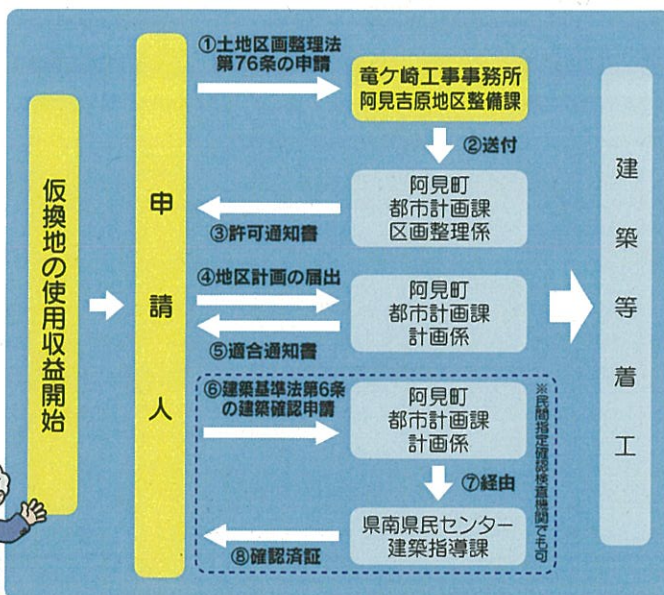 仮換地の使用収益開始
申請人
①土地区画整理法
第76条の申請
竜ケ崎工事事務所
阿見吉原地区整備課
②送付
阿見町
都市計画課
区画整理係
③許可通知書
④地区計画の届出
阿見町
都市計画課
計画係
⑤適合通知書
⑥建築基準法第6条
の建築確認申請
阿見町
都市計画課
計画係
⑦経由
県南県民センター
建築指導課
⑧確認済証
※民間指定確認検査機関でも可
建築等着工